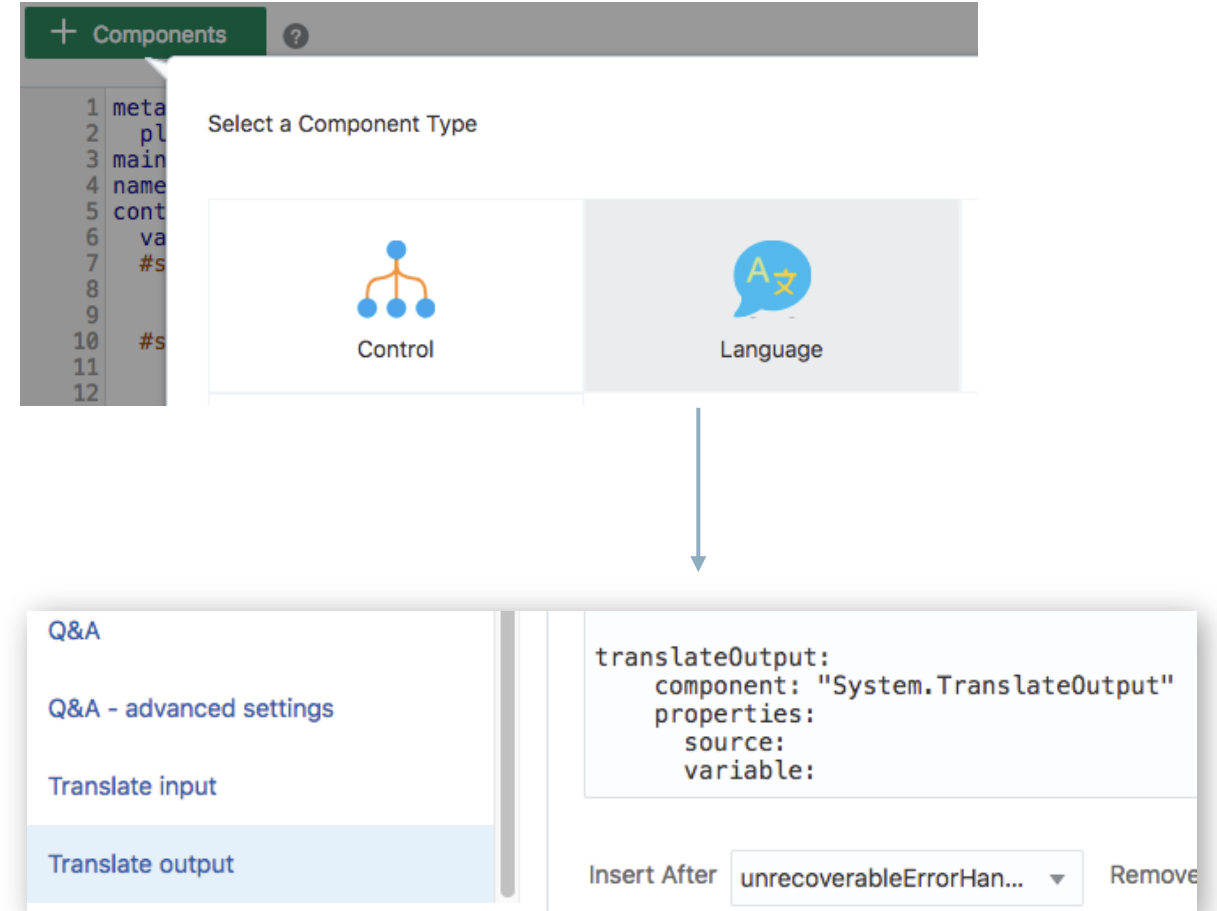 + Components ?
Select a Component Type
1 meta
2 pl
3 main
4 name
5 cont
6 va
7 #s
8
9
10 #s
11
12
Control
Language
A文
Q&A
Q&A - advanced settings
Translate input
Translate output
translateOutput:
component: "System.TranslateOutput"
properties:
source:
variable:
Insert After unrecoverableErrorHan... Remove